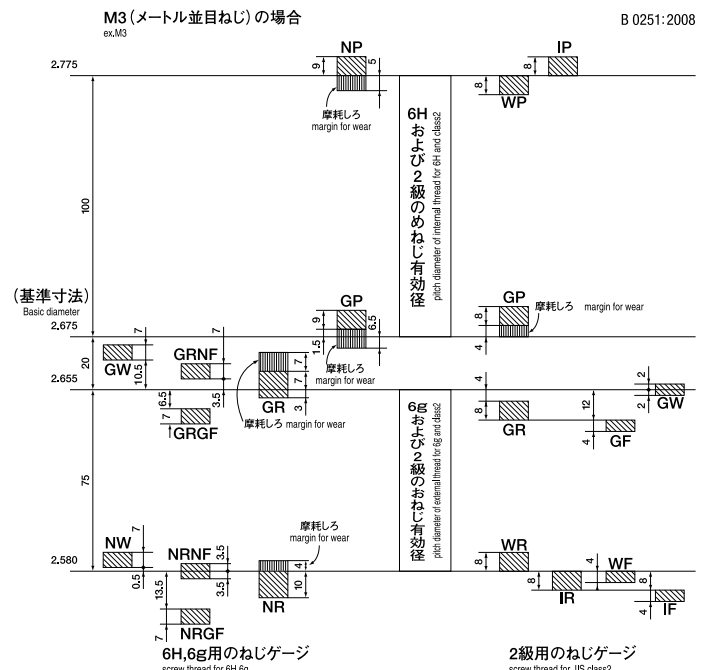 M3（メートル並目ねじ）の場合
ex.M3
B 0251:2008
NP
IP
9
5
8
2.775
8
WP
摩耗しろ
margin for wear
6Hおよび2級のめねじ有効径
pitch diameter of internal thread for 6H and class2
100
(基準寸法)
Basic diameter
2.675
GP
9
6.5
1.5
摩耗しろ
margin for wear
GP
8
4
摩耗しろ margin for wear
7
7
GW
GRNF
20
10.5
7
7
3
GR
2.655
6.5
3.5
7
GRGF
摩耗しろ margin for wear
4
8
GR
12
4
GF
2
2
GW
6gおよび2級のおねじ有効径
pitch diameter of external thread for 6g and class2
75
NW
7
NRNF
3.5
摩耗しろ
margin for wear
4
2.580
0.5
3.5
10
NR
13.5
7
NRGF
WR
8
8
IR
4
WF
8
4
IF
6H,6g用のねじゲージ
screw thread for 6H,6g
2級用のねじゲージ
screw thread for JIS class2